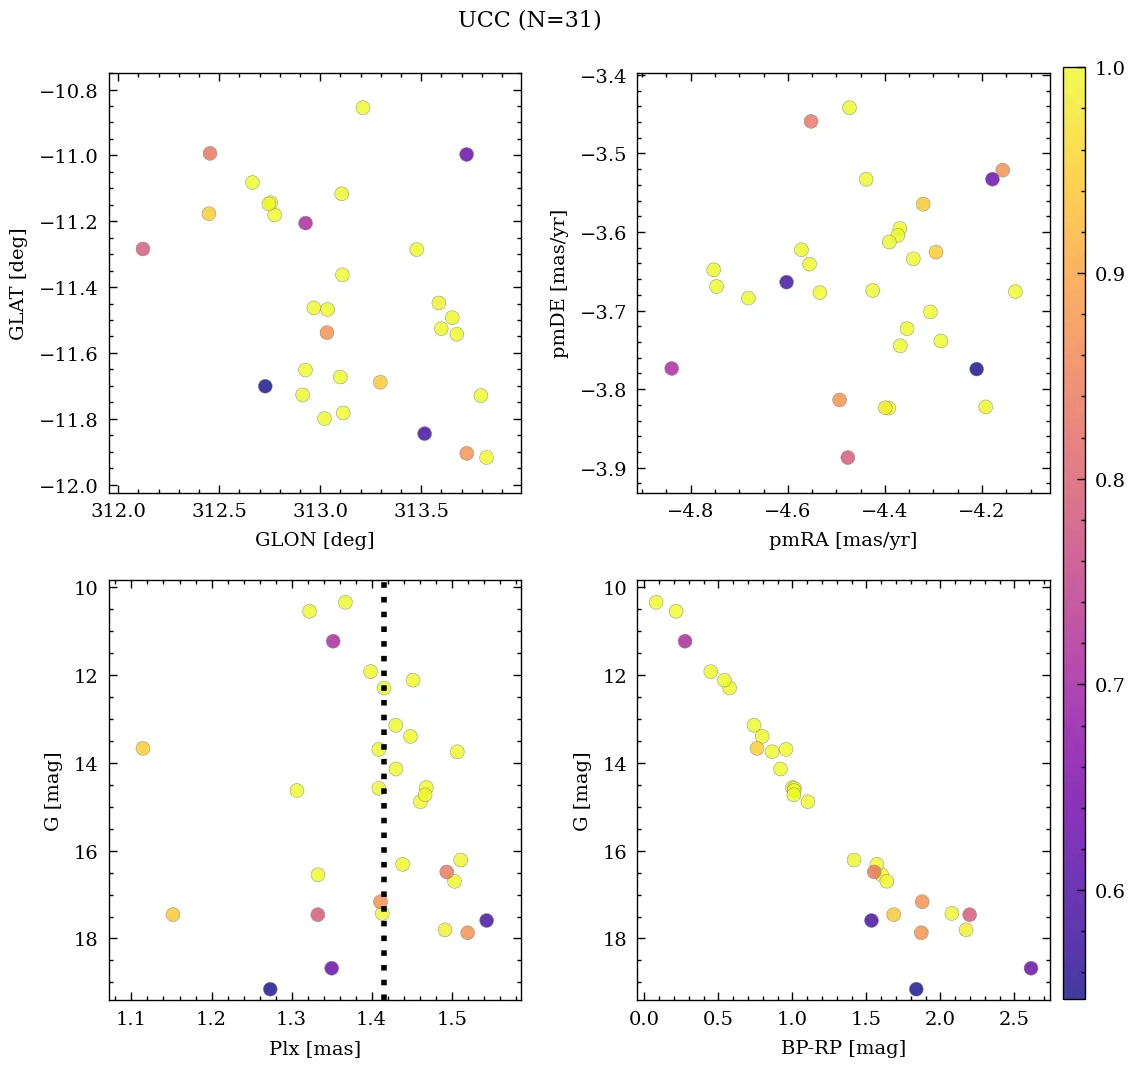 UCC (N=31)
−10.8
−11.0
−11.2
−11.4
−11.6
−11.8
−12.0
GLAT [deg]
312.0 312.5 313.0 313.5
GLON [deg]
−3.4
−3.5
−3.6
−3.7
−3.8
−3.9
pmDE [mas/yr]
−4.8 −4.6 −4.4 −4.2
pmRA [mas/yr]
10
12
14
16
18
G [mag]
1.1 1.2 1.3 1.4 1.5
Plx [mas]
10
12
14
16
18
G [mag]
0.0 0.5 1.0 1.5 2.0 2.5
BP-RP [mag]
1.0
0.9
0.8
0.7
0.6